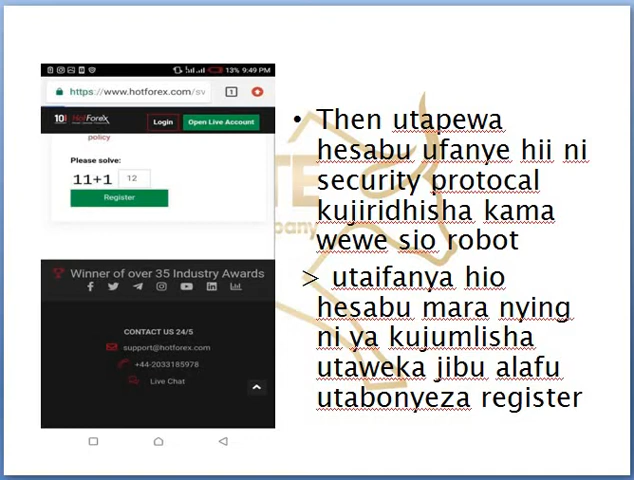 13% 9:49 PM
https://www.hotforex.com/sv
1
10 HotForex
Login
Open Live Account
policy
Please solve:
11+1 12
Register
Winner of over 35 Industry Awards
CONTACT US 24/5
support@hotforex.com
+44-2033185978
Live Chat
• Then utapewa
hesabu ufanye hii ni
security protocal
kujiridhisha kama
wewe sio robot
> utaifanya hio
hesabu mara nying
ni ya kujumlisha
utaweka jibu alafu
utabonyeza register